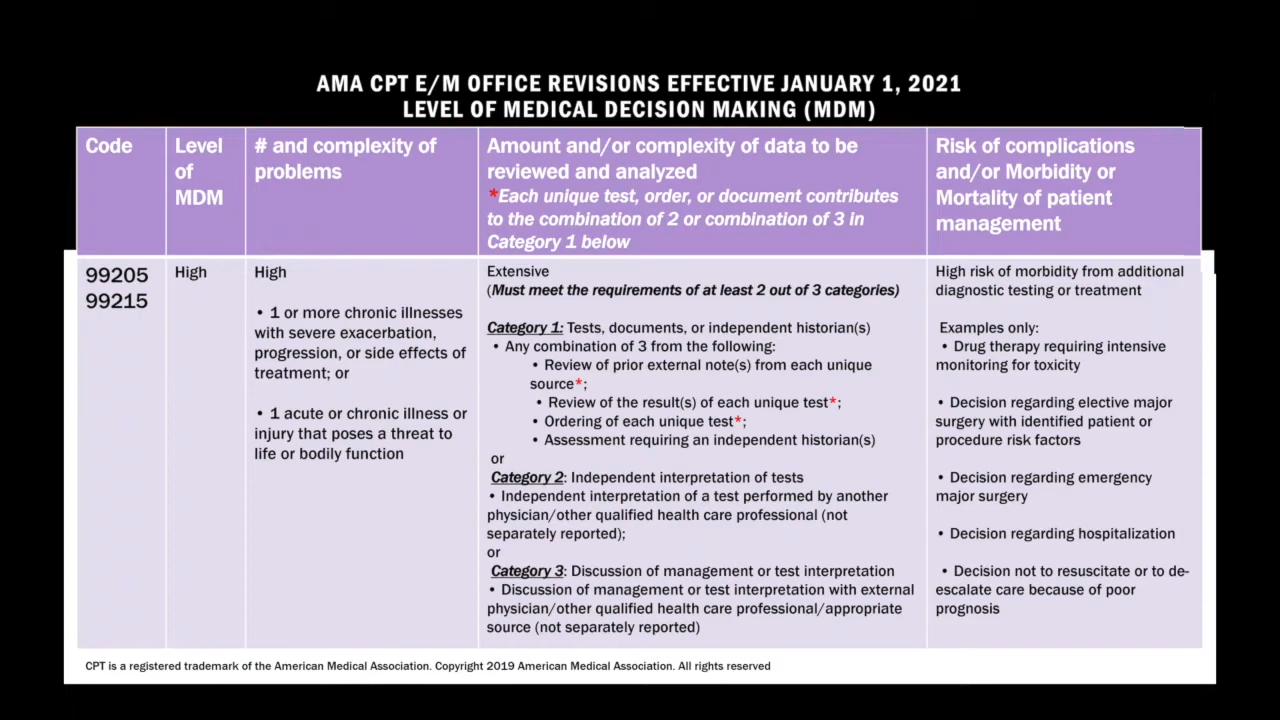 AMA CPT E/M OFFICE REVISIONS EFFECTIVE JANUARY 1, 2021
LEVEL OF MEDICAL DECISION MAKING (MDM)
Code
Level
of
MDM
# and complexity of
problems
Amount and/or complexity of data to be
reviewed and analyzed
*Each unique test, order, or document contributes
to the combination of 2 or combination of 3 in
Category 1 below
Risk of complications
and/or Morbidity or
Mortality of patient
management
99205
99215
High
High
• 1 or more chronic illnesses
with severe exacerbation,
progression, or side effects of
treatment; or
• 1 acute or chronic illness or
injury that poses a threat to
life or bodily function
Extensive
(Must meet the requirements of at least 2 out of 3 categories)
Category 1: Tests, documents, or independent historian(s)
• Any combination of 3 from the following:
• Review of prior external note(s) from each unique
source*;
• Review of the result(s) of each unique test*;
• Ordering of each unique test*;
• Assessment requiring an independent historian(s)
or
Category 2: Independent interpretation of tests
• Independent interpretation of a test performed by another
physician/other qualified health care professional (not
separately reported);
or
Category 3: Discussion of management or test interpretation
• Discussion of management or test interpretation with external
physician/other qualified health care professional/appropriate
source (not separately reported)
High risk of morbidity from additional
diagnostic testing or treatment
Examples only:
• Drug therapy requiring intensive
monitoring for toxicity
• Decision regarding elective major
surgery with identified patient or
procedure risk factors
• Decision regarding emergency
major surgery
• Decision regarding hospitalization
• Decision not to resuscitate or to de-
escalate care because of poor
prognosis
CPT is a registered trademark of the American Medical Association. Copyright 2019 American Medical Association. All rights reserved